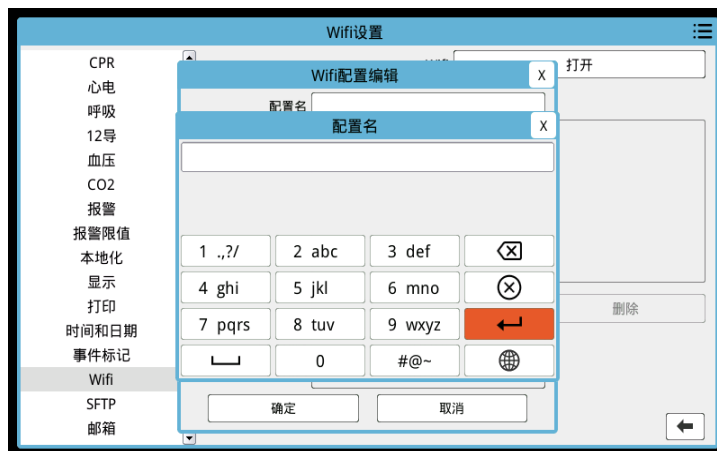 Wifi设置
CPR
心电
呼吸
12导
血压
CO2
报警
报警限值
本地化
显示
打印
时间和日期
事件标记
Wifi
SFTP
邮箱
打开
删除
Wifi配置编辑
X
配置名
确定
取消
配置名
X
1 .,?/
2 abc
3 def
4 ghi
5 jkl
6 mno
7 pqrs
8 tuv
9 wxyz
0
#@~